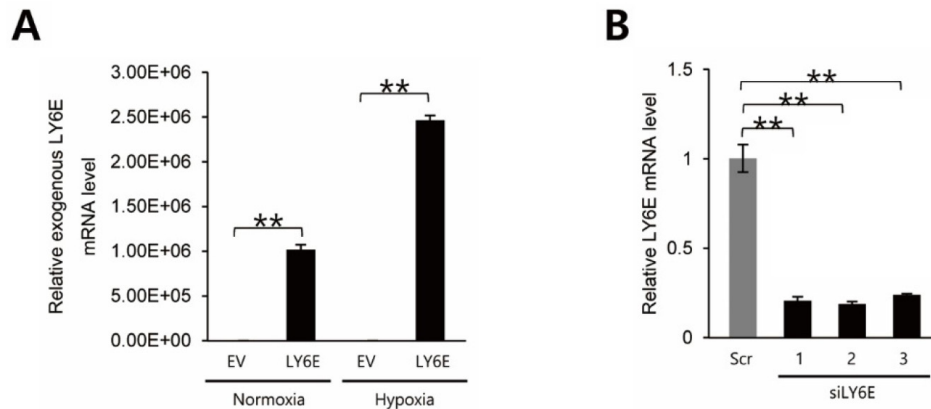 A
Relative exogenous LY6E
mRNA level
3.00E+06
2.50E+06
2.00E+06
1.50E+06
1.00E+06
5.00E+05
0.00E+00
**
**
EV
LY6E
EV
LY6E
Normoxia
Hypoxia
B
Relative LY6E mRNA level
1.5
1
0.5
0
**
**
**
Scr
1
2
3
siLY6E